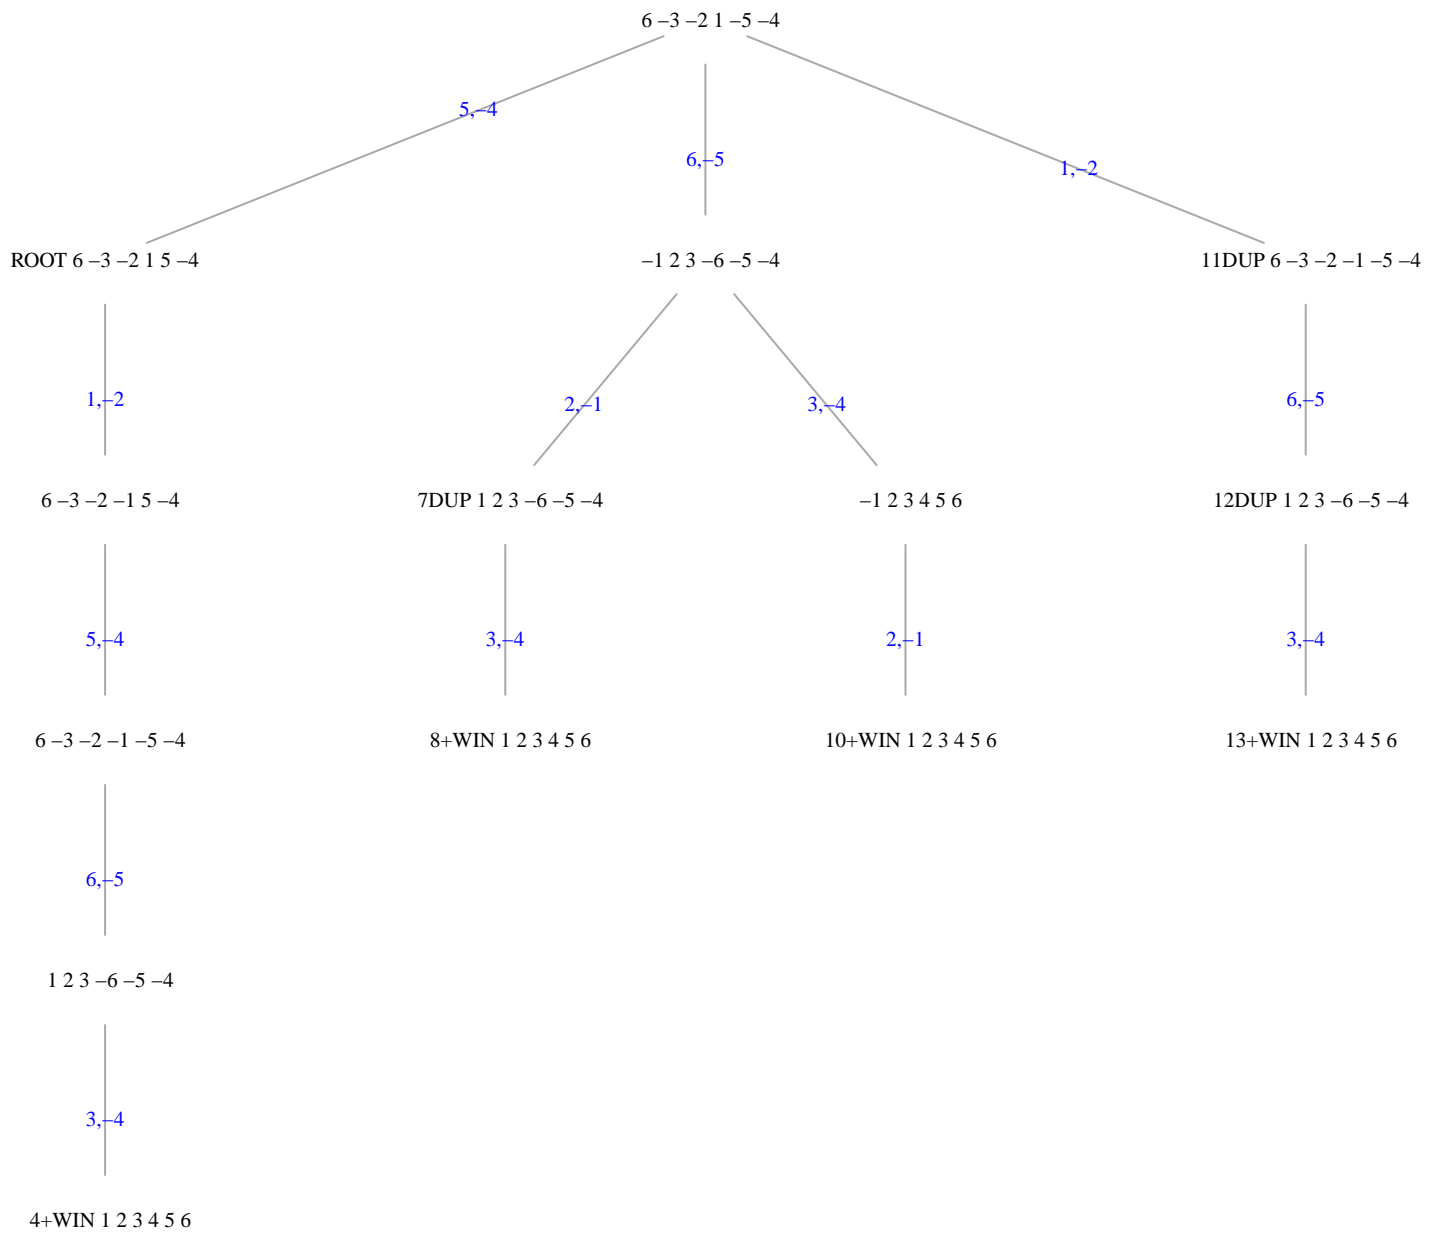 6 –3 –2 1 –5 –4
5,–4
6,–5
1,–2
ROOT 6 –3 –2 1 5 –4
–1 2 3 –6 –5 –4
11DUP 6 –3 –2 –1 –5 –4
1,–2
2,–1
3,–4
6,–5
6 –3 –2 –1 5 –4
7DUP 1 2 3 –6 –5 –4
–1 2 3 4 5 6
12DUP 1 2 3 –6 –5 –4
5,–4
3,–4
2,–1
3,–4
6 –3 –2 –1 –5 –4
8+WIN 1 2 3 4 5 6
10+WIN 1 2 3 4 5 6
13+WIN 1 2 3 4 5 6
6,–5
1 2 3 –6 –5 –4
3,–4
4+WIN 1 2 3 4 5 6